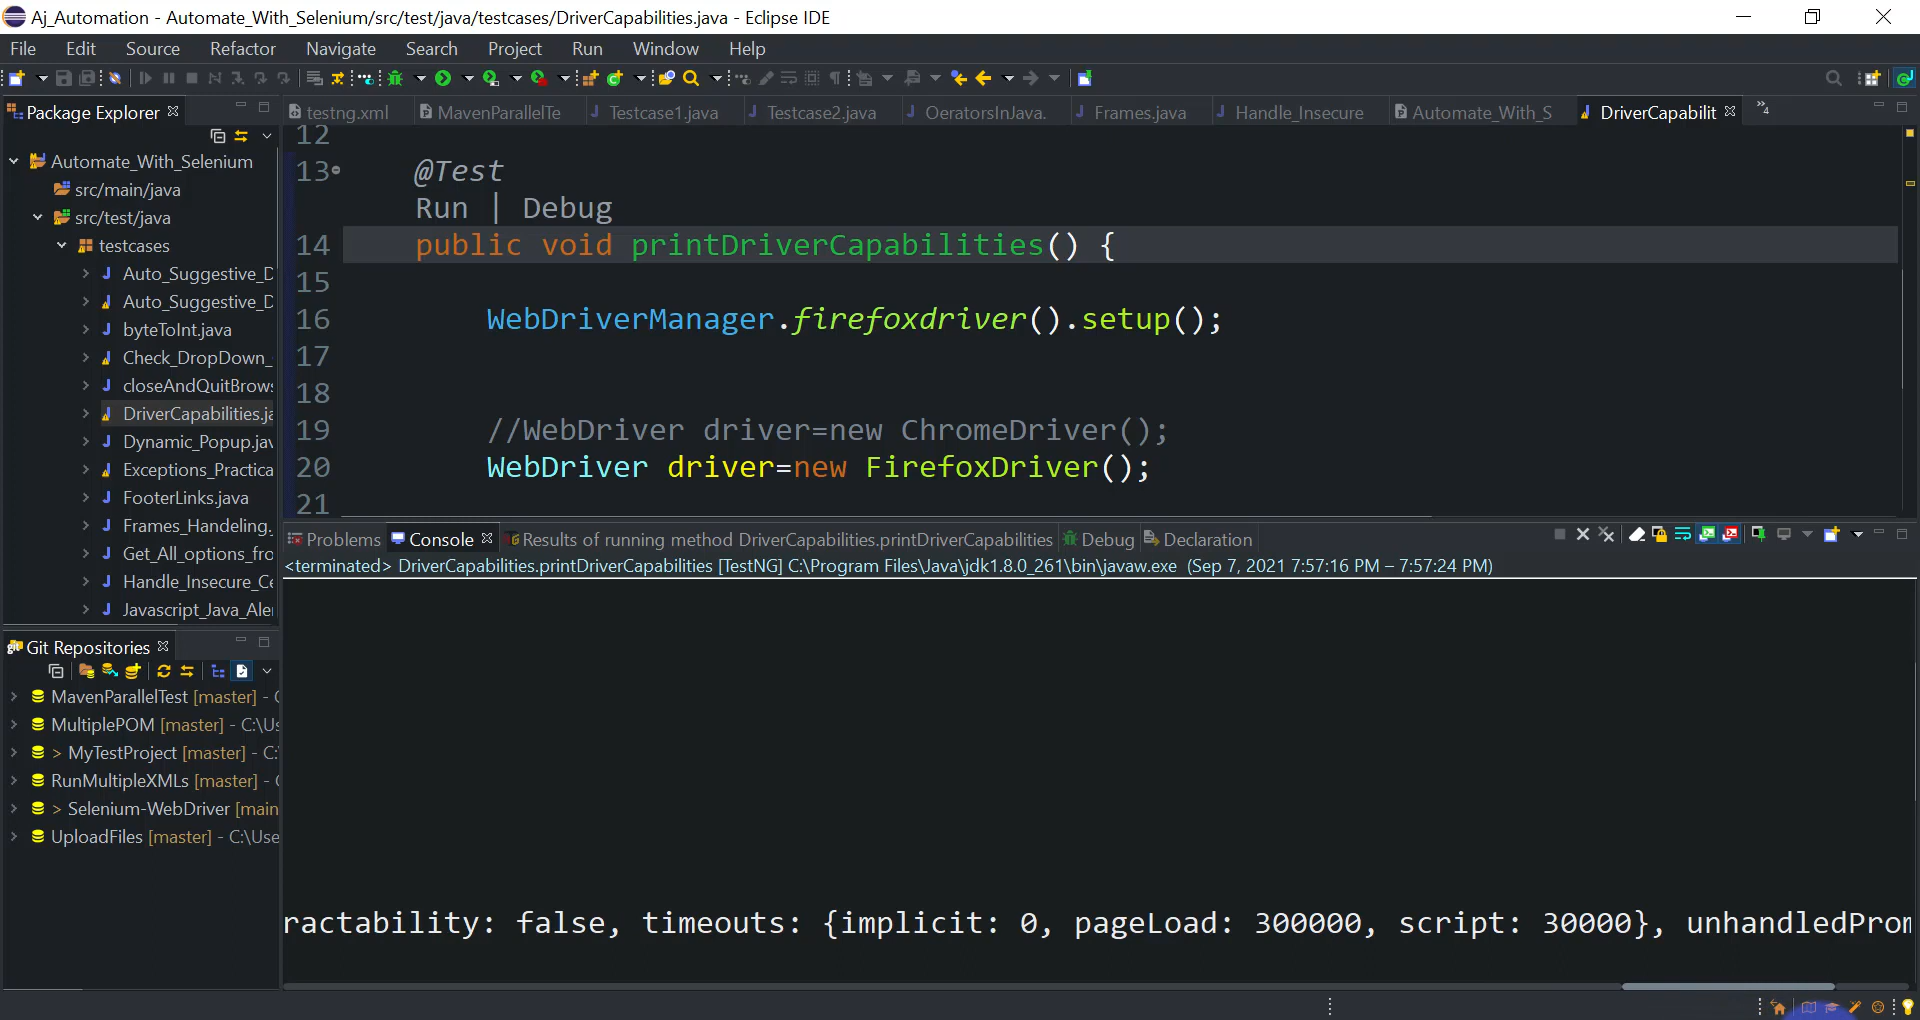 Aj_Automation - Automate_With_Selenium/src/test/java/testcases/DriverCapabilities.java - Eclipse IDE
File Edit Source Refactor Navigate Search Project Run Window Help
Package Explorer
testng.xml MavenParallelTe Testcase1.java Testcase2.java OeratorsInJava. Frames.java Handle_Insecure Automate_With_S DriverCapabilit »4
Automate_With_Selenium
src/main/java
src/test/java
testcases
Auto_Suggestive_D
Auto_Suggestive_D
byteToInt.java
Check_DropDown_
closeAndQuitBrows
DriverCapabilities.ja
Dynamic_Popup.jav
Exceptions_Practica
FooterLinks.java
Frames_Handeling.
Get_All_options_fro
Handle_Insecure_Ce
Javascript_Java_Aler
12
13 @Test
Run | Debug
14 public void printDriverCapabilities() {
15
16 WebDriverManager.firefoxdriver().setup();
17
18
19 //WebDriver driver=new ChromeDriver();
20 WebDriver driver=new FirefoxDriver();
21
Problems Console Results of running method DriverCapabilities.printDriverCapabilities Debug Declaration
<terminated> DriverCapabilities.printDriverCapabilities [TestNG] C:\Program Files\Java\jdk1.8.0_261\bin\javaw.exe (Sep 7, 2021 7:57:16 PM – 7:57:24 PM)
ractability: false, timeouts: {implicit: 0, pageLoad: 300000, script: 30000}, unhandledProm
Git Repositories
MavenParallelTest [master] - C
MultiplePOM [master] - C:\Us
> MyTestProject [master] - C:
RunMultipleXMLs [master] - C
> Selenium-WebDriver [main
UploadFiles [master] - C:\Use